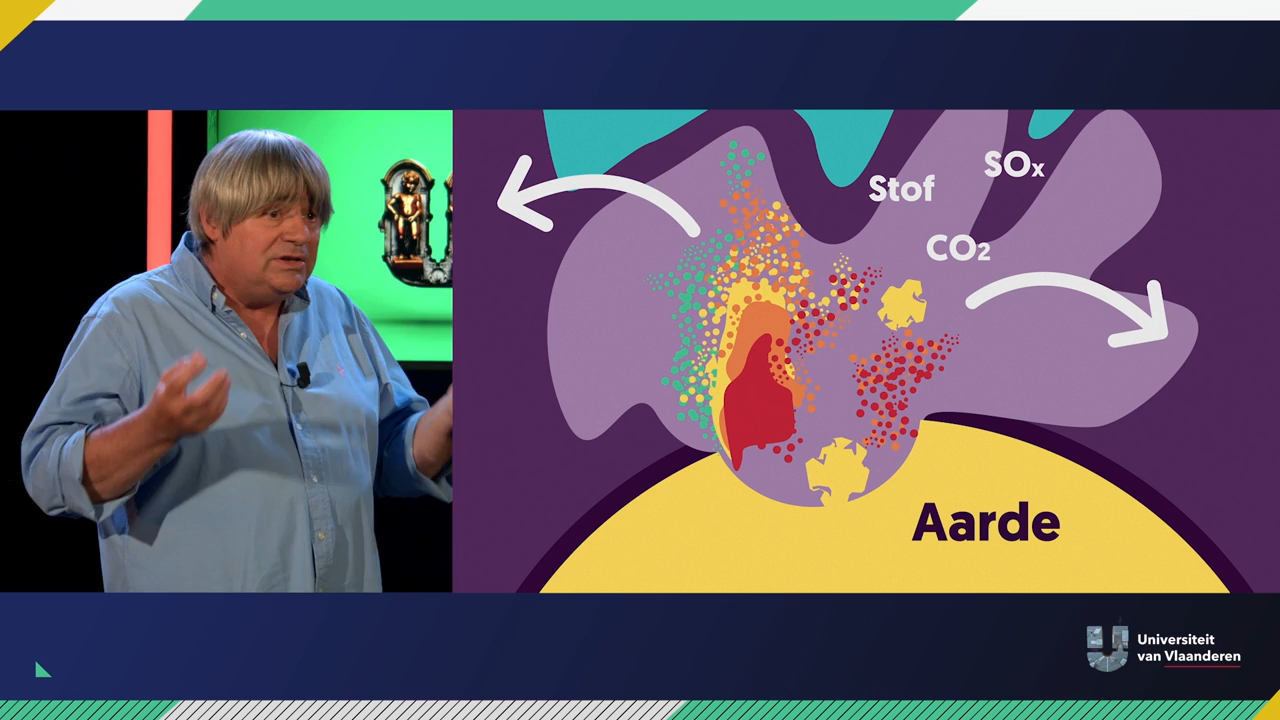 SOx
Stof
CO2
Aarde
Universiteit
van Vlaanderen